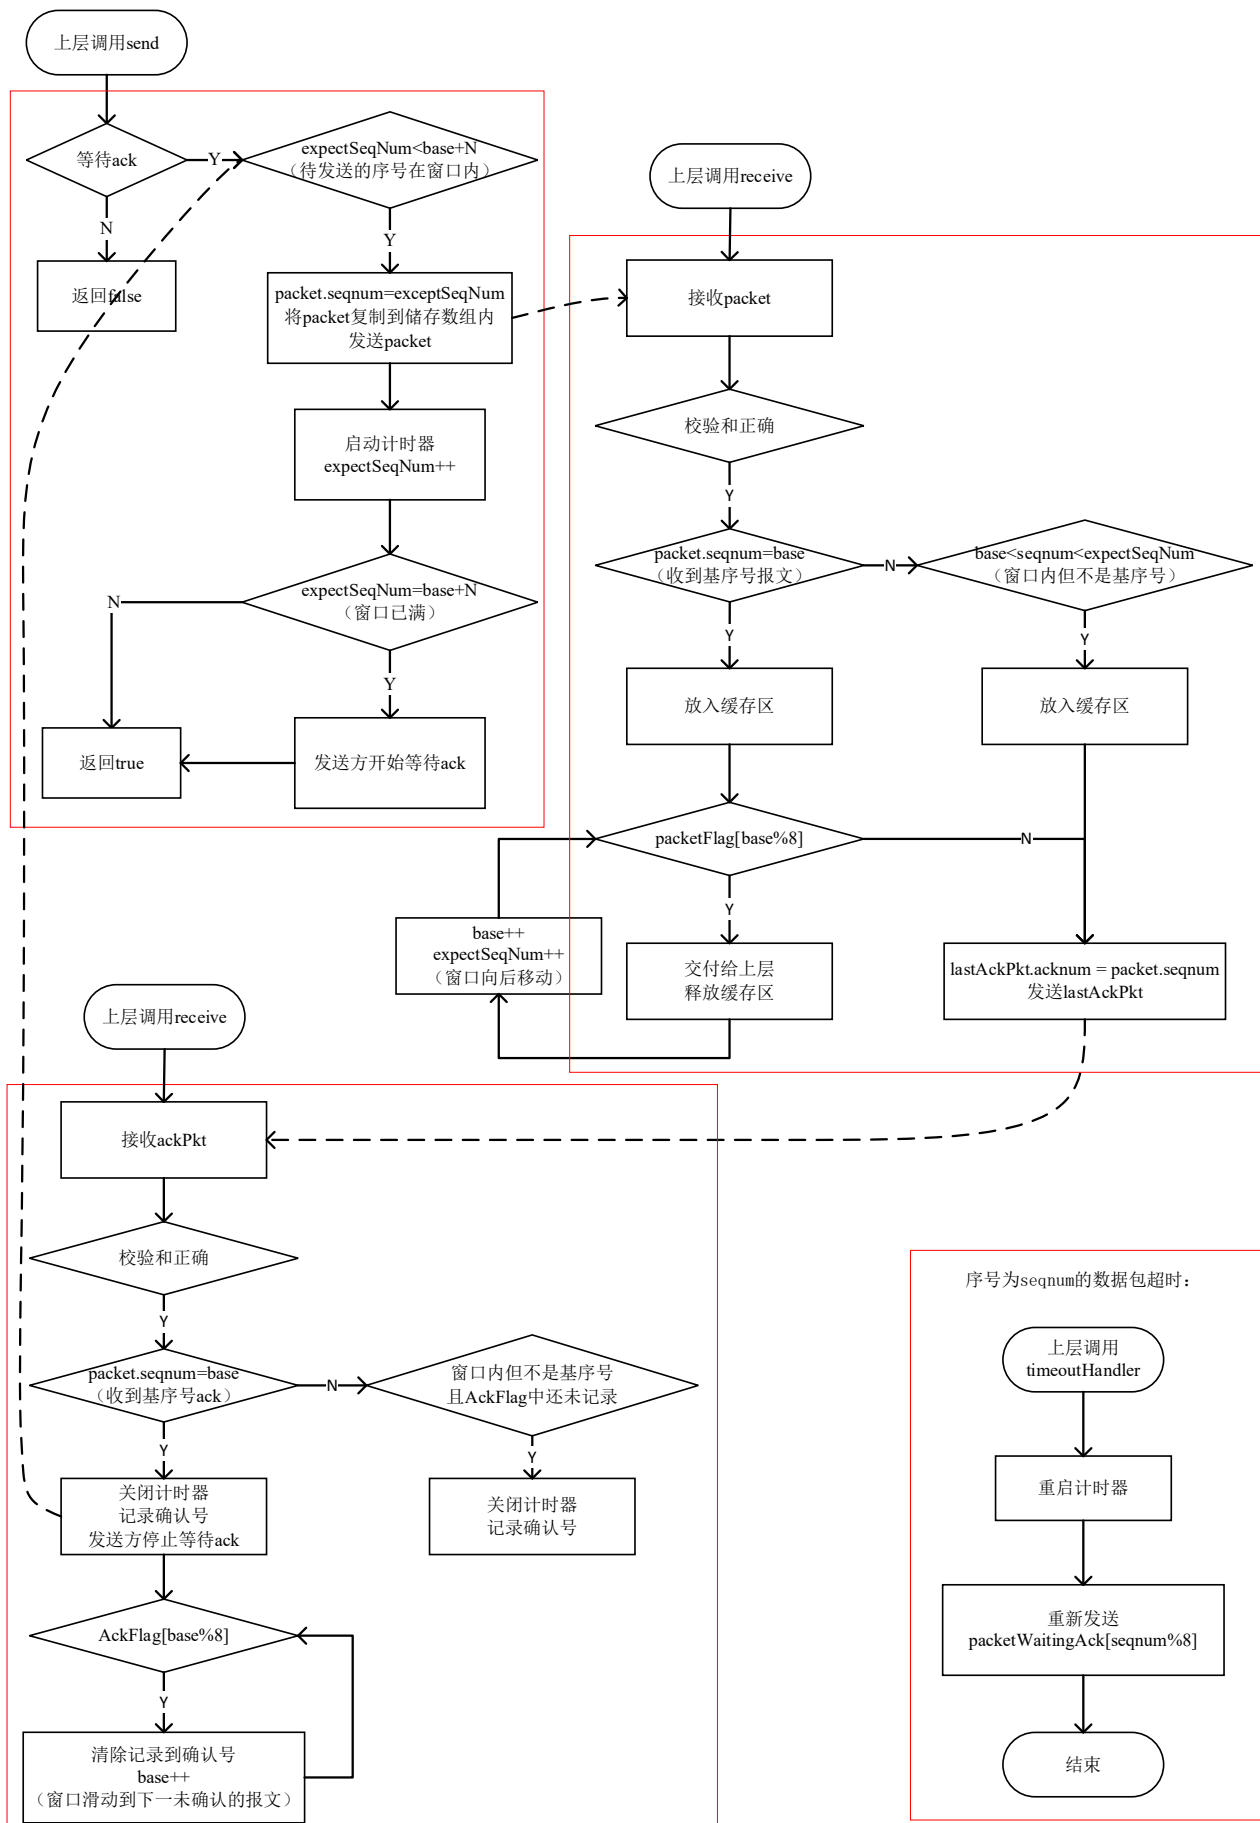 上层调用send
等待ack
Y
expectSeqNum<base+N
（待发送的序号在窗口内）
N
返回false
Y
packet.seqnum=exceptSeqNum
将packet复制到储存数组内
发送packet
启动计时器
expectSeqNum++
expectSeqNum=base+N
（窗口已满）
N
Y
返回true
发送方开始等待ack
上层调用receive
接收packet
校验和正确
Y
packet.seqnum=base
（收到基序号报文）
N
base<seqnum<expectSeqNum
（窗口内但不是基序号）
Y
Y
放入缓存区
放入缓存区
packetFlag[base%8]
N
Y
base++
expectSeqNum++
（窗口向后移动）
交付给上层
释放缓存区
lastAckPkt.acknum = packet.seqnum
发送lastAckPkt
上层调用receive
接收ackPkt
校验和正确
Y
packet.seqnum=base
（收到基序号ack）
N
窗口内但不是基序号
且AckFlag中还未记录
Y
Y
关闭计时器
记录确认号
发送方停止等待ack
关闭计时器
记录确认号
AckFlag[base%8]
Y
清除记录到确认号
base++
（窗口滑动到下一未确认的报文）
序号为seqnum的数据包超时：
上层调用
timeoutHandler
重启计时器
重新发送
packetWaitingAck[seqnum%8]
结束